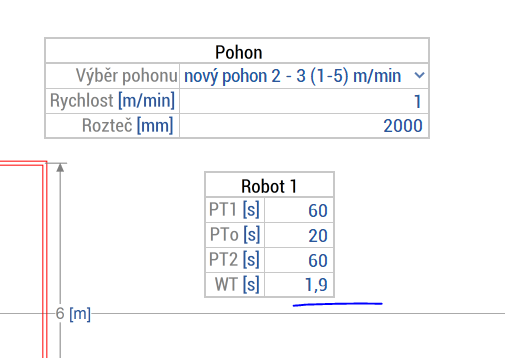 Pohon
Výběr pohonu nový pohon 2 - 3 (1-5) m/min
Rychlost [m/min] 1
Rozteč [mm] 2000
Robot 1
PT1 [s] 60
PTo [s] 20
PT2 [s] 60
WT [s] 1,9
6 [m]